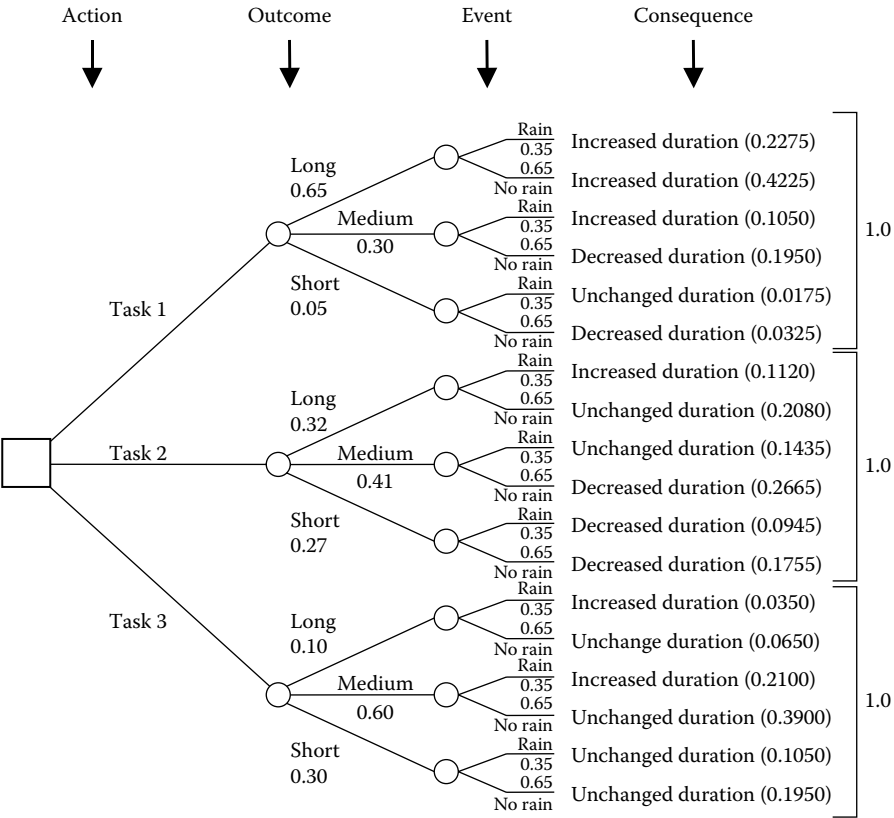 Action Outcome Event Consequence
Rain
Increased duration (0.2275)
0.35
Long
0.65
0.65
Increased duration (0.4225)
No rain
Rain
Medium
0.35
Increased duration (0.1050)
0.30
0.65
Decreased duration (0.1950)
No rain
1.0
Short
0.05
Rain
0.35
Unchanged duration (0.0175)
Task 1
0.65
Decreased duration (0.0325)
No rain
Rain
Increased duration (0.1120)
0.35
Long
0.32
0.65
Unchanged duration (0.2080)
No rain
Rain
Task 2
Medium
0.35
Unchanged duration (0.1435)
0.41
0.65
Decreased duration (0.2665)
No rain
1.0
Short
0.27
Rain
0.35
Decreased duration (0.0945)
0.65
Decreased duration (0.1755)
No rain
Rain
Increased duration (0.0350)
0.35
Task 3
Long
0.10
0.65
Unchange duration (0.0650)
No rain
Rain
Medium
0.35
Increased duration (0.2100)
0.60
0.65
Unchanged duration (0.3900)
No rain
1.0
Short
0.30
Rain
0.35
Unchanged duration (0.1050)
0.65
Unchanged duration (0.1950)
No rain